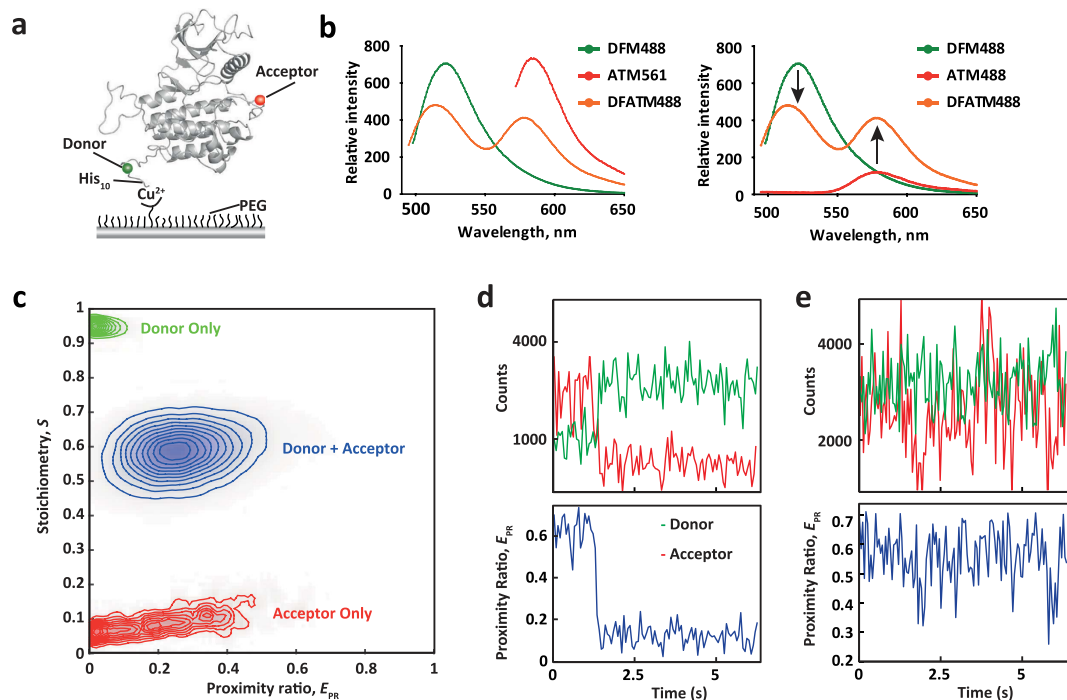 a
Acceptor
Donor
His10
Cu2+
PEG
b
800
600
400
200
0
500
550
600
650
Relative intensity
Wavelength, nm
DFM488
ATM561
DFATM488
800
600
400
200
0
500
550
600
650
Relative intensity
Wavelength, nm
DFM488
ATM488
DFATM488
c
1
0.9
0.8
0.7
0.6
0.5
0.4
0.3
0.2
0.1
0
0
0.2
0.4
0.6
0.8
1
Stoichiometry, S
Proximity ratio, EPR
Donor Only
Donor + Acceptor
Acceptor Only
d
4000
1000
Counts
0.6
0.4
0.2
0
0
5
Proximity Ratio, EPR
Time (s)
Donor
Acceptor
e
4000
2000
Counts
0.7
0.6
0.5
0.4
0.3
0.2
0
5
Proximity Ratio, EPR
Time (s)